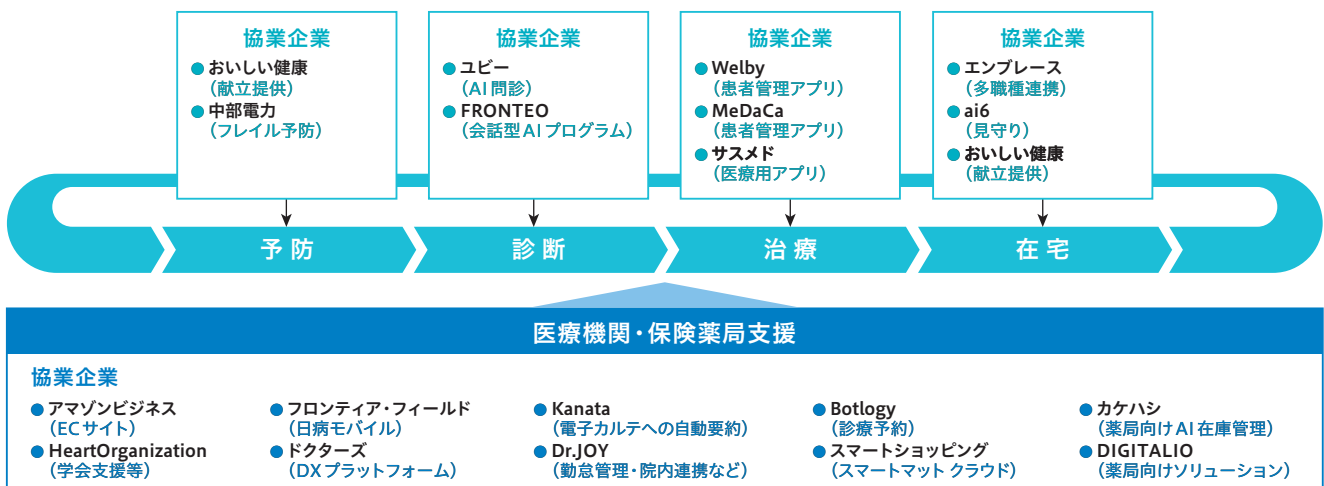 協業企業
● おいしい健康
（献立提供）
● 中部電力
（フレイル予防）
協業企業
● ユビー
（AI問診）
● FRONTEO
（会話型AIプログラム）
協業企業
● Welby
（患者管理アプリ）
● MeDaCa
（患者管理アプリ）
● サスメド
（医療用アプリ）
協業企業
● エンブレース
（多職種連携）
● ai6
（見守り）
● おいしい健康
（献立提供）
予防
診断
治療
在宅
医療機関・保険薬局支援
協業企業
● アマゾンビジネス
（ECサイト）
● HeartOrganization
（学会支援等）
● フロンティア・フィールド
（日病モバイル）
● ドクターズ
（DXプラットフォーム）
● Kanata
（電子カルテへの自動要約）
● Dr.JOY
（勤怠管理・院内連携など）
● Botlogy
（診療予約）
● スマートショッピング
（スマートマット クラウド）
● カケハシ
（薬局向けAI在庫管理）
● DIGITALIO
（薬局向けソリューション）